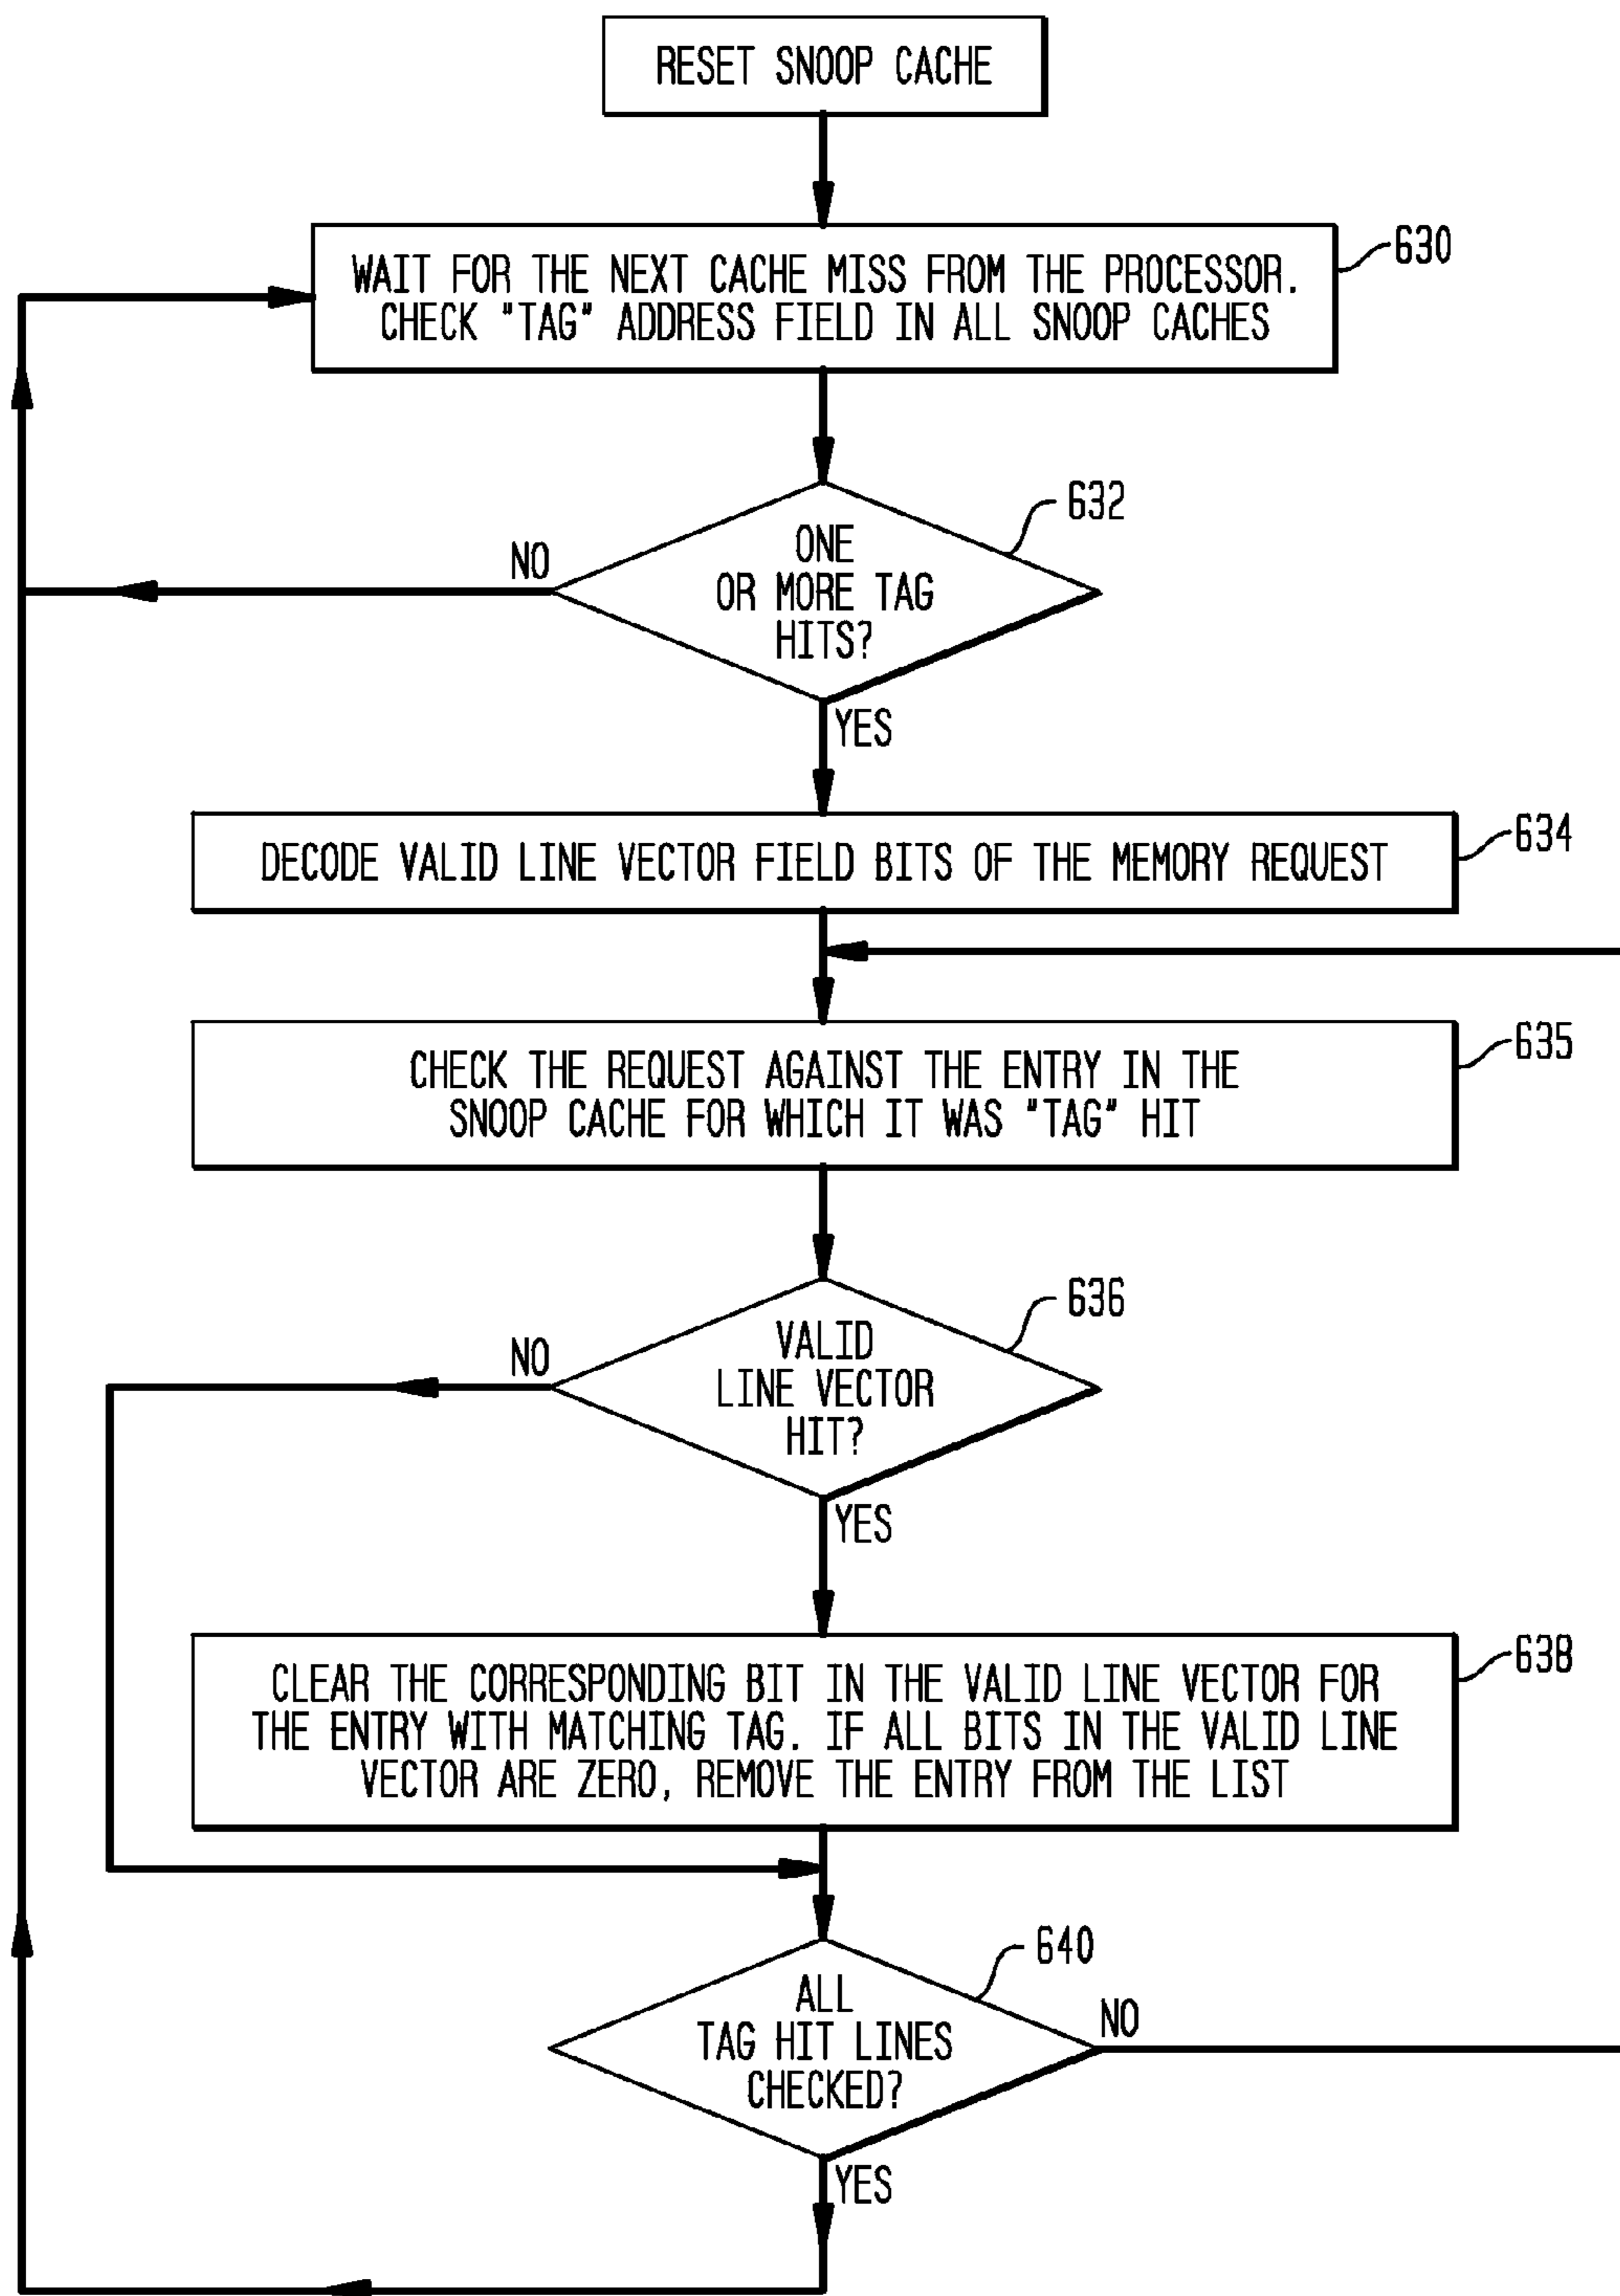 RESET SNOOP CACHE
WAIT FOR THE NEXT CACHE MISS FROM THE PROCESSOR.
CHECK "TAG" ADDRESS FIELD IN ALL SNOOP CACHES
630
ONE
OR MORE TAG
HITS?
632
NO
YES
DECODE VALID LINE VECTOR FIELD BITS OF THE MEMORY REQUEST
634
CHECK THE REQUEST AGAINST THE ENTRY IN THE
SNOOP CACHE FOR WHICH IT WAS "TAG" HIT
635
VALID
LINE VECTOR
HIT?
636
NO
YES
CLEAR THE CORRESPONDING BIT IN THE VALID LINE VECTOR FOR
THE ENTRY WITH MATCHING TAG. IF ALL BITS IN THE VALID LINE
VECTOR ARE ZERO, REMOVE THE ENTRY FROM THE LIST
638
ALL
TAG HIT LINES
CHECKED?
640
NO
YES